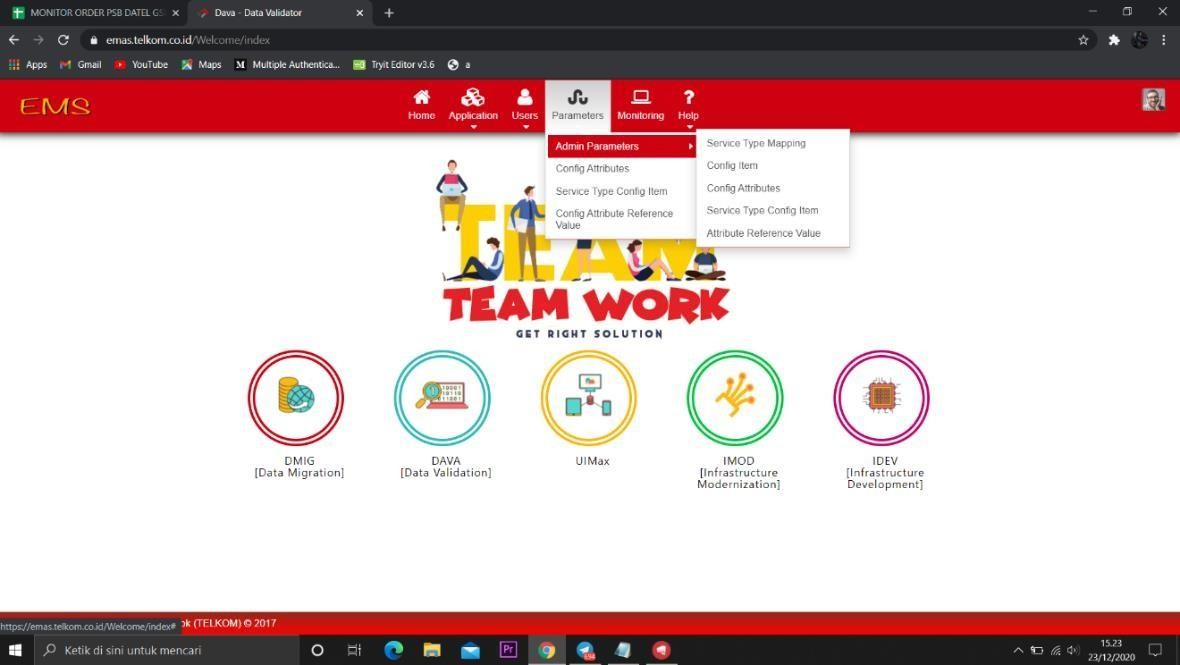 MONITOR ORDER PSB DATEL GS
Dava - Data Validator
emas.telkom.co.id/Welcome/index
Apps
Gmail
YouTube
Maps
Multiple Authentica...
Tryit Editor v3.6
a
EMS
Home
Application
Users
Parameters
Monitoring
Help
Admin Parameters
Config Attributes
Service Type Config Item
Config Attribute Reference
Value
Service Type Mapping
Config Item
Config Attributes
Service Type Config Item
Attribute Reference Value
TEAM
TEAM WORK
GET RIGHT SOLUTION
DMIG
[Data Migration]
DAVA
[Data Validation]
UIMax
IMOD
[Infrastructure
Modernization]
IDEV
[Infrastructure
Development]
https://emas.telkom.co.id/Welcome/index#
(TELKOM) © 2017
Ketik di sini untuk mencari
Pr
15.23
23/12/2020